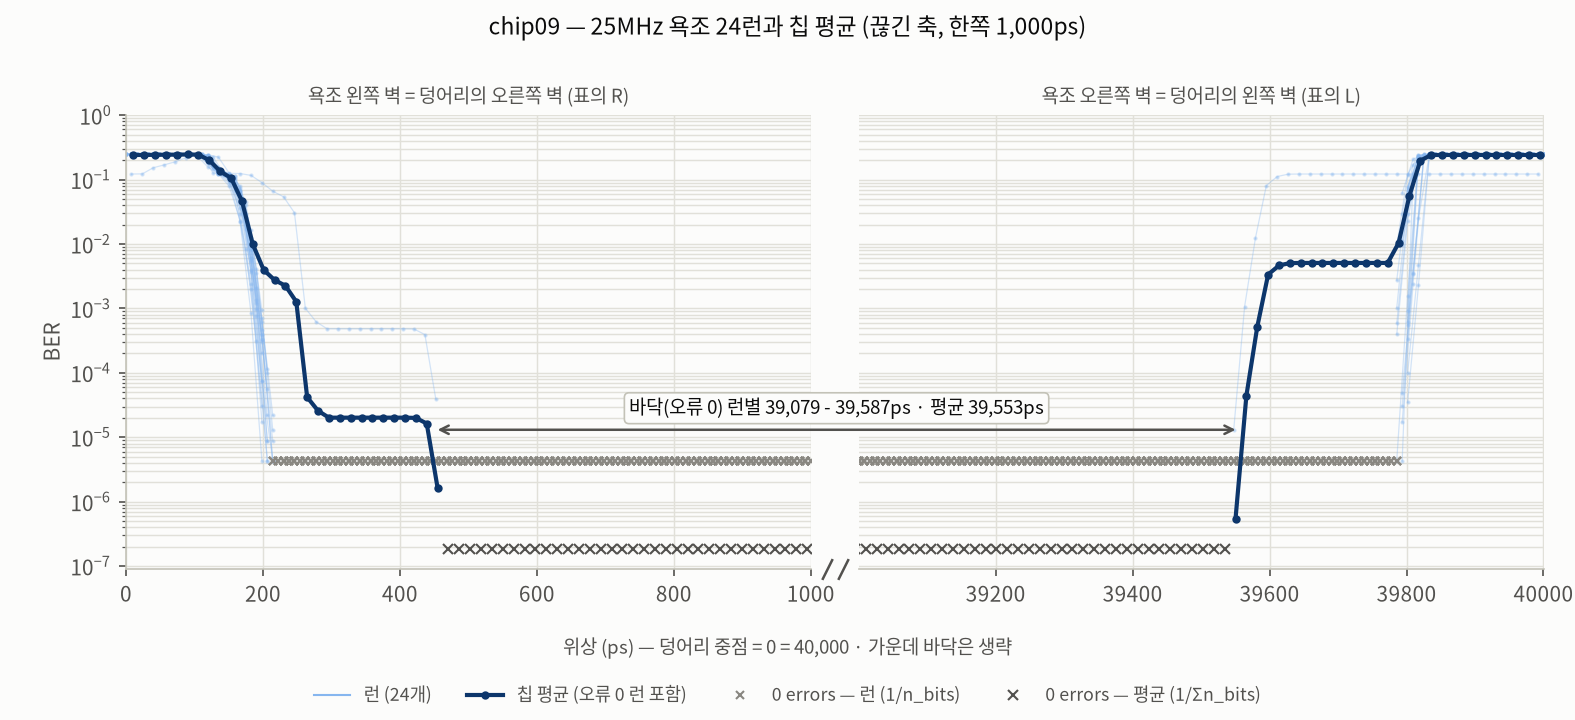 chip09 — 25MHz 욕조 24런과 칩 평균 (끊긴 축, 한쪽 1,000ps)
욕조 왼쪽 벽 = 덩어리의 오른쪽 벽 (표의 R)
욕조 오른쪽 벽 = 덩어리의 왼쪽 벽 (표의 L)
BER
10⁰
10⁻¹
10⁻²
10⁻³
10⁻⁴
10⁻⁵
10⁻⁶
10⁻⁷
바닥(오류 0) 런별 39,079 - 39,587ps · 평균 39,553ps
0 200 400 600 800 1000 39200 39400 39600 39800 40000
위상 (ps) — 덩어리 중점 = 0 = 40,000 · 가운데 바닥은 생략
런 (24개) 칩 평균 (오류 0 런 포함) 0 errors — 런 (1/n_bits) 0 errors — 평균 (1/Σn_bits)